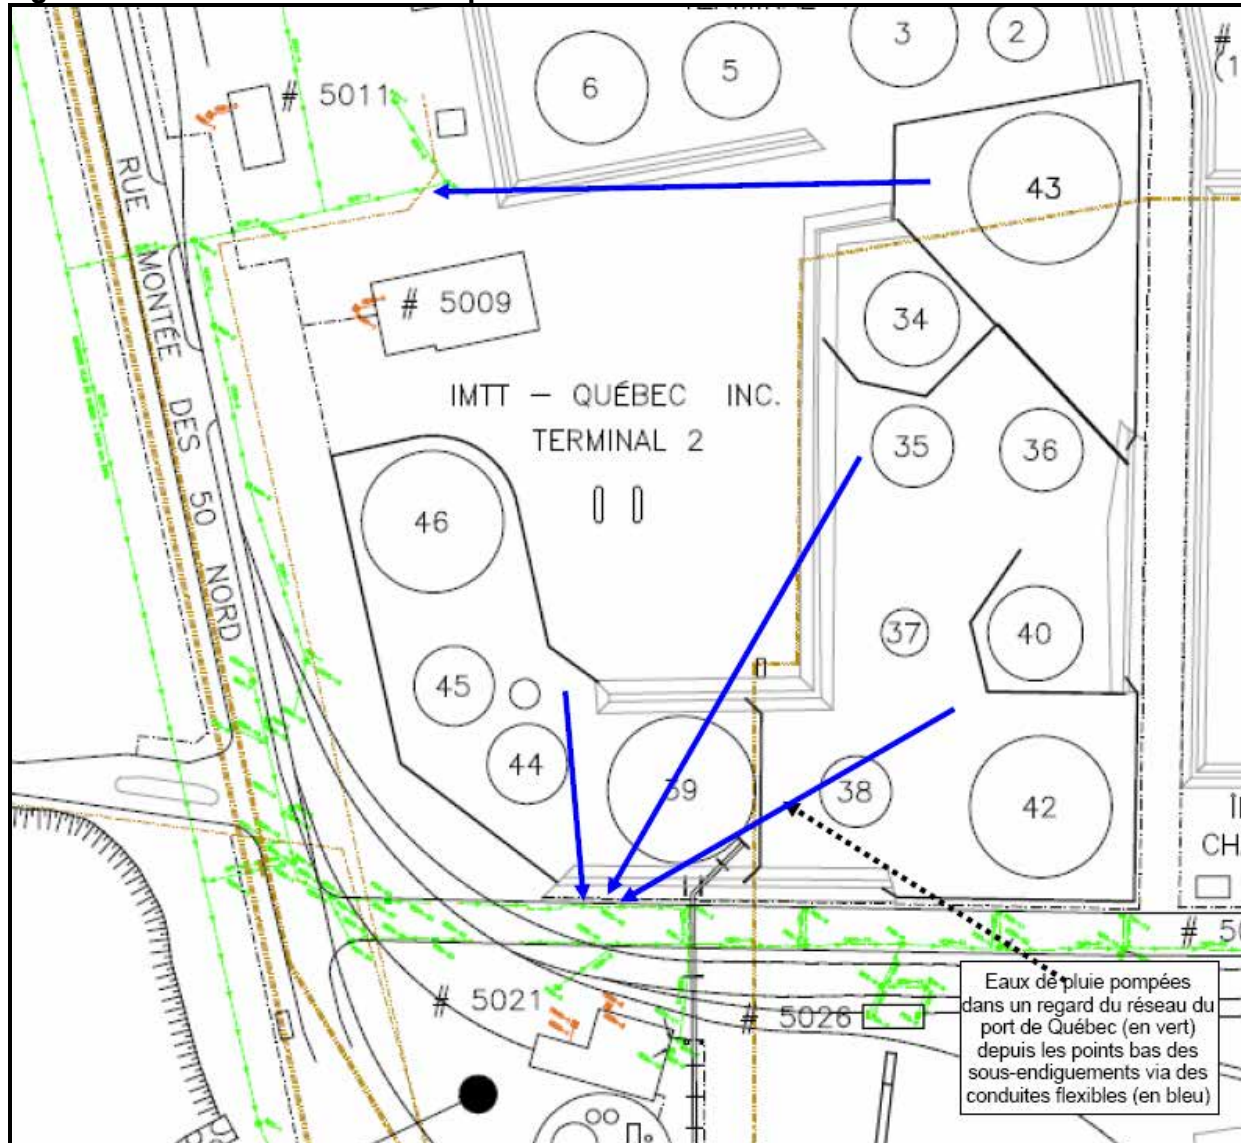 3
2
#
6
5
# 5011
43
RUE MONTÉE DES 50 NORD
# 5009
34
IMTT – QUÉBEC INC.
TERMINAL 2
35
36
46
37
40
45
44
39
38
42
# 5021
# 5026
Eaux de pluie pompées
dans un regard du réseau du
port de Québec (en vert)
depuis les points bas des
sous-endiguements via des
conduites flexibles (en bleu)